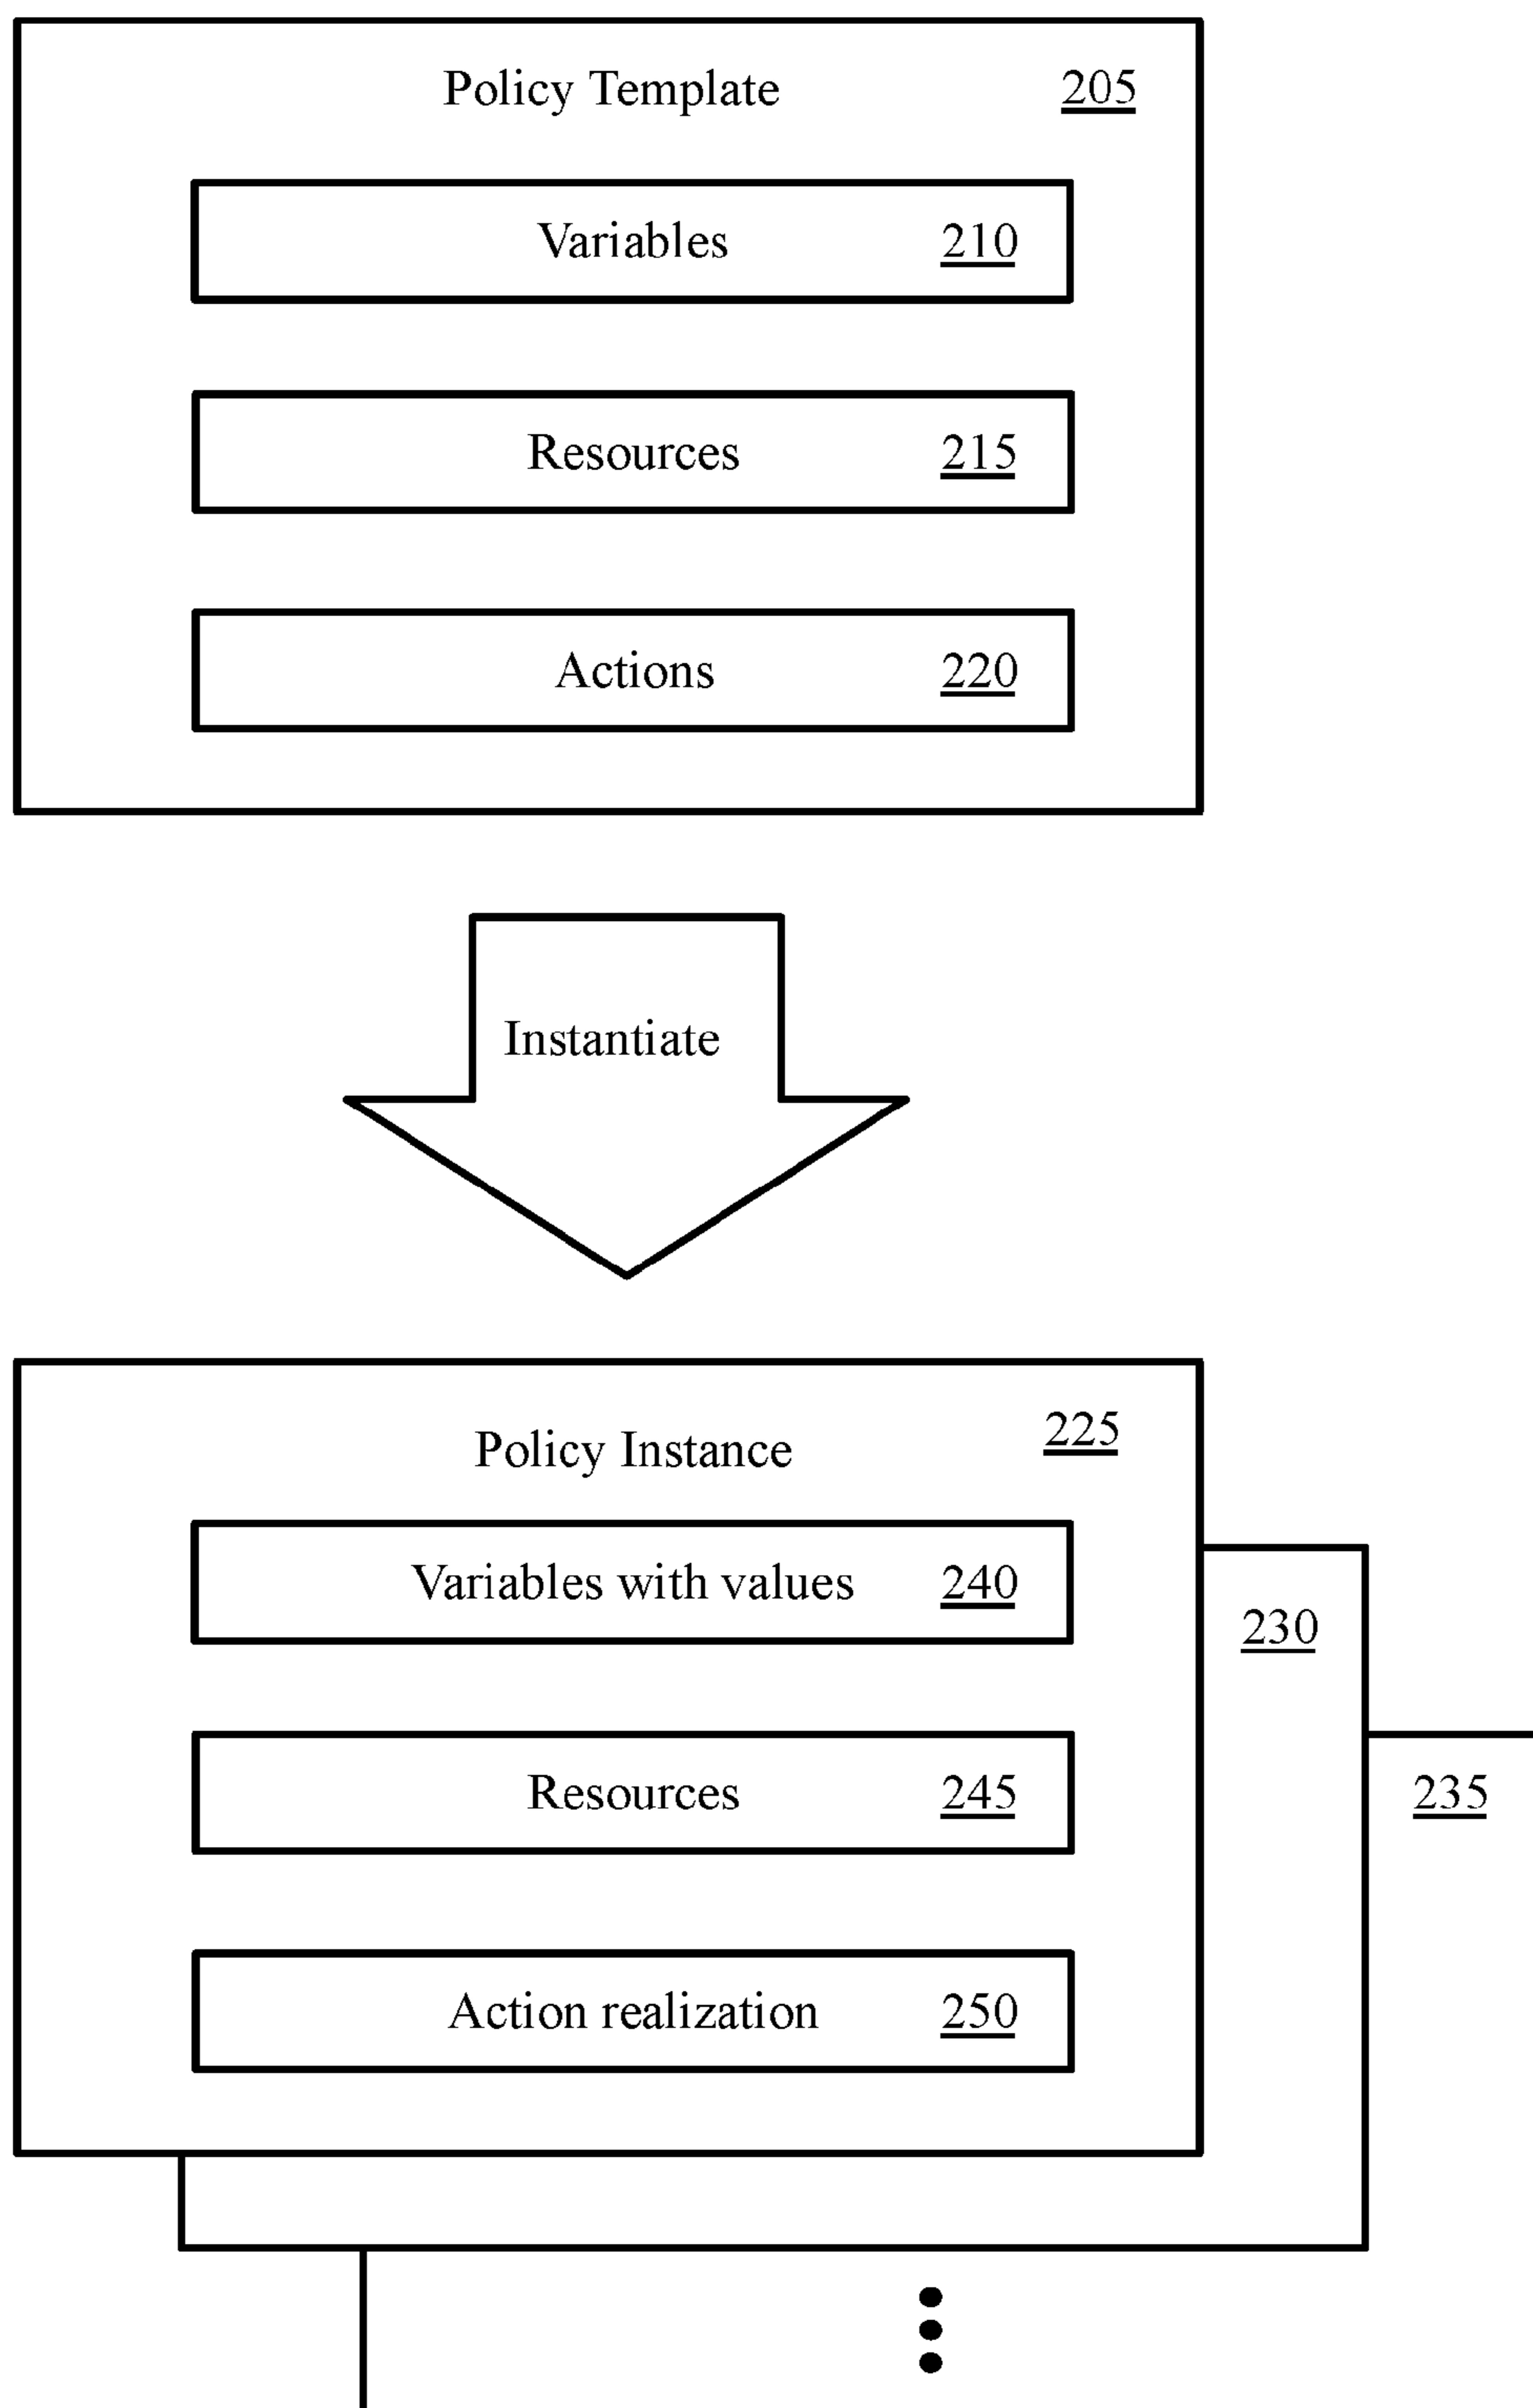 Policy Template 205
Variables 210
Resources 215
Actions 220
Instantiate
Policy Instance 225
Variables with values 240
230
Resources 245
235
Action realization 250